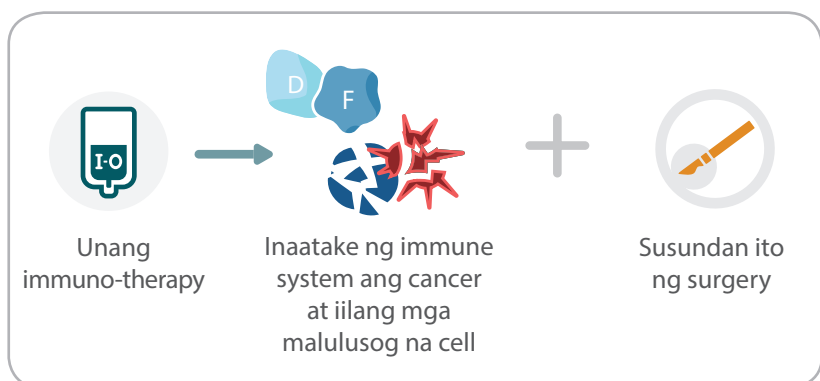 I-O
D
F
Unang
immuno-therapy
Inaatake ng immune
system ang cancer
at iilang mga
malulusog na cell
Susundan ito
ng surgery